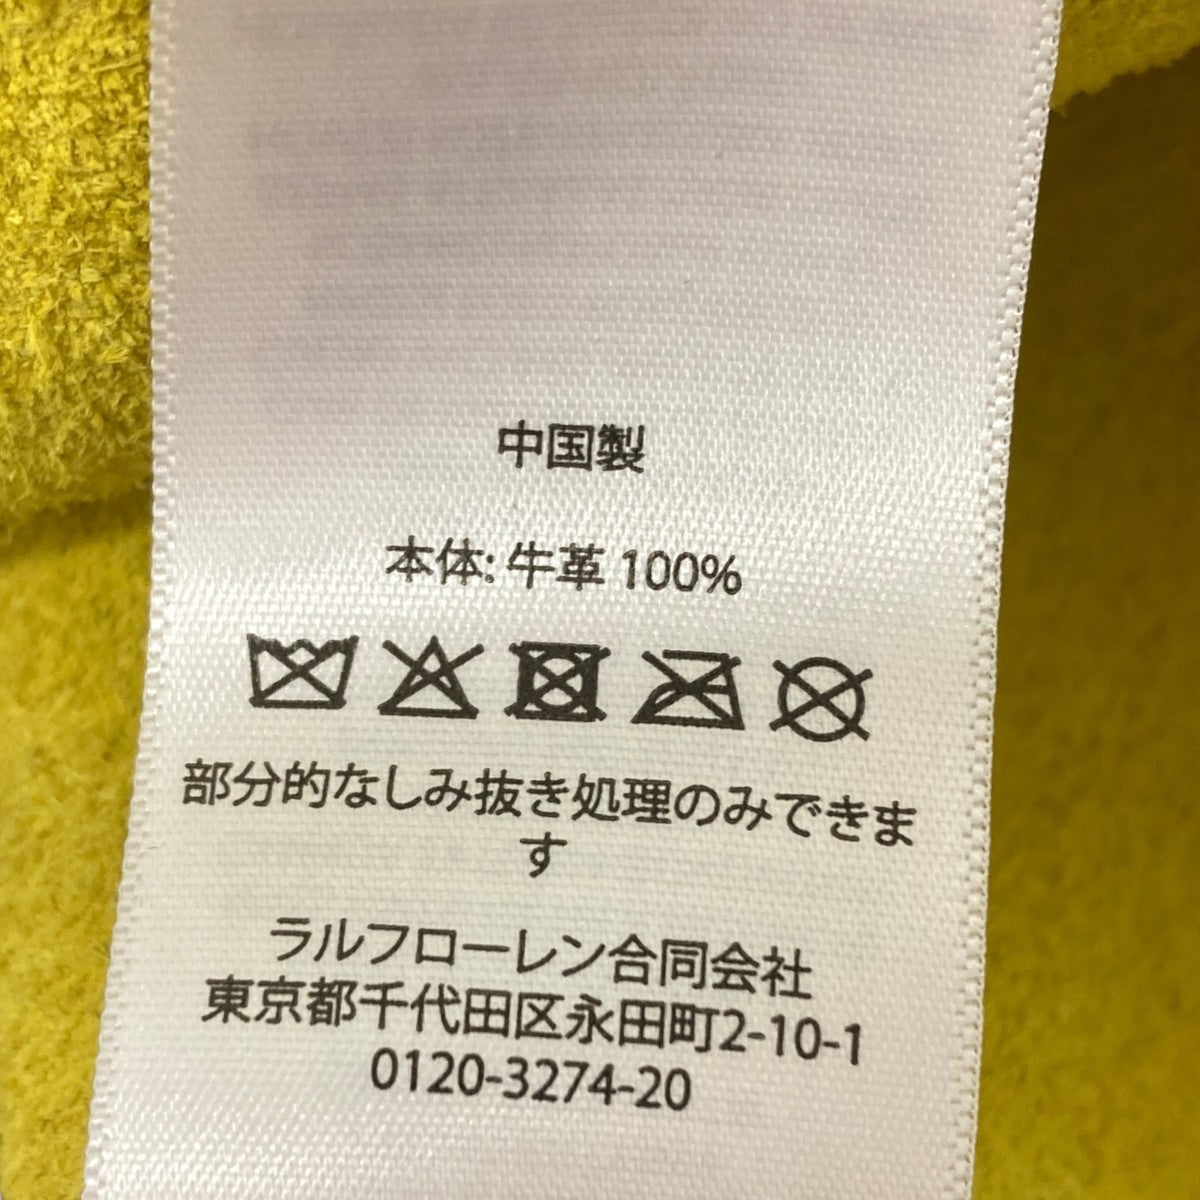 中国製
本体: 牛革 100%
部分的なしみ抜き処理のみできま
す
ラルフローレン合同会社
東京都千代田区永田町2-10-1
0120-3274-20